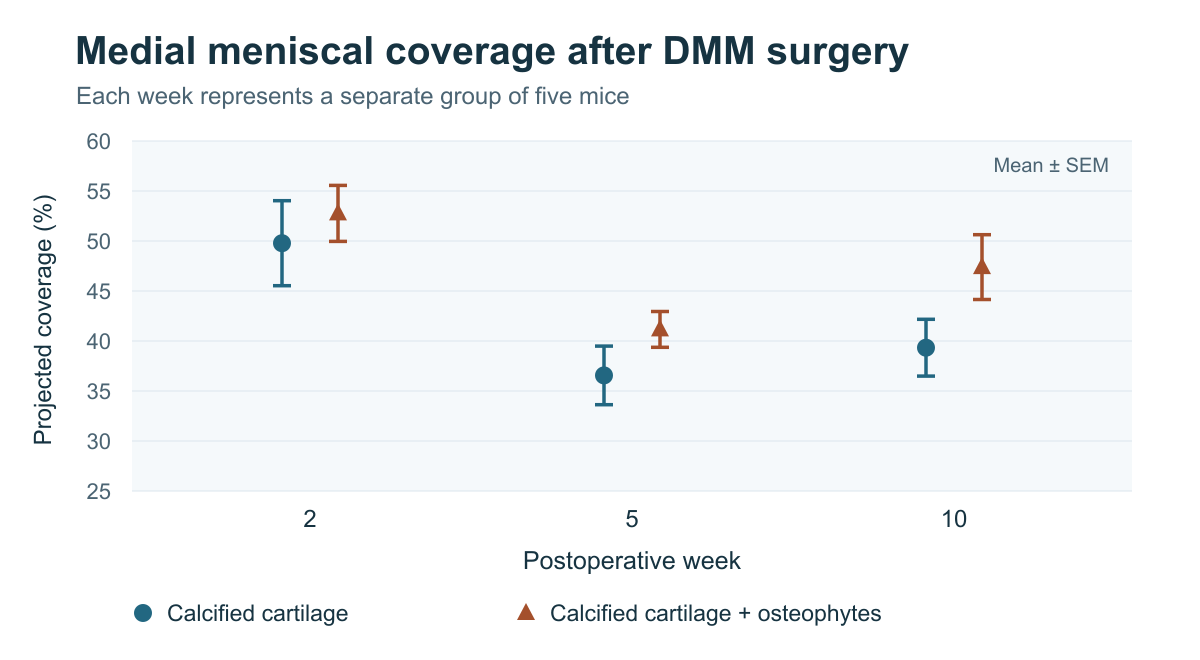 Medial meniscal coverage after DMM surgery
Each week represents a separate group of five mice
Mean ± SEM
Projected coverage (%)
60
55
50
45
40
35
30
25
2 5 10
Postoperative week
Calcified cartilage Calcified cartilage + osteophytes